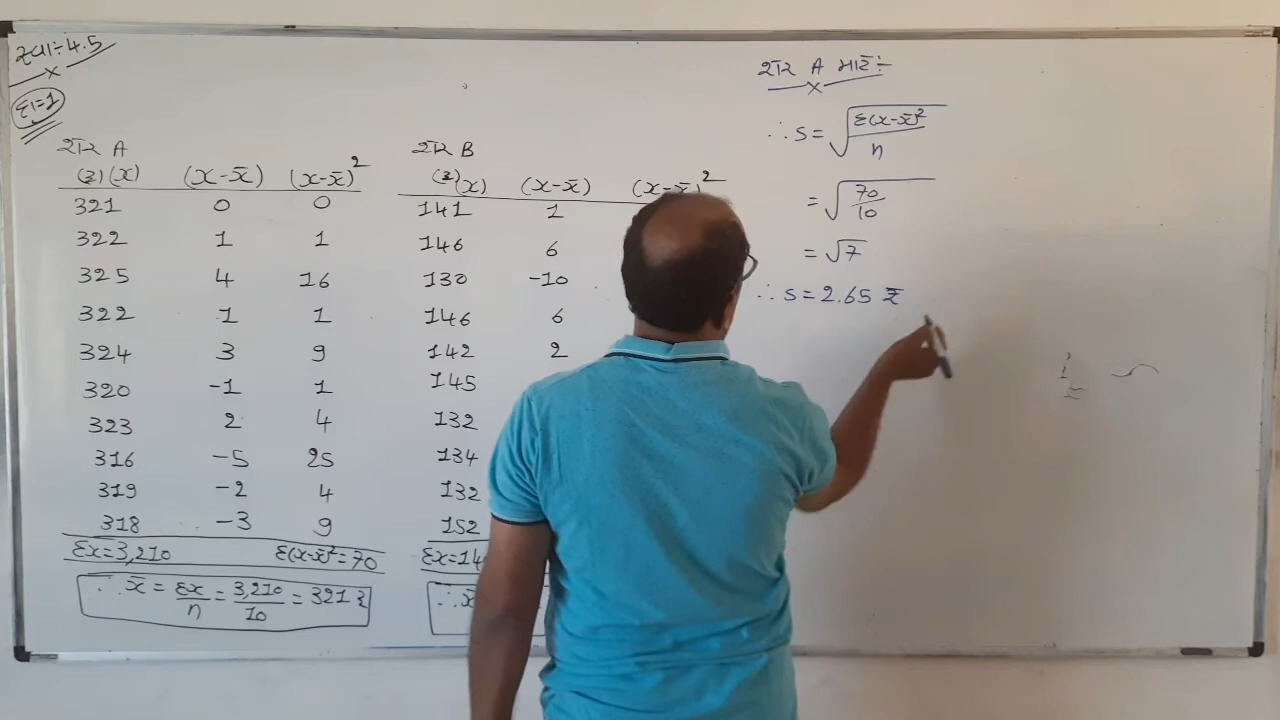 સ્વા÷4.5
દા=1
શેર A
(₹) (x) (x-x̄) (x-x̄)²
321 0 0
322 1 1
325 4 16
322 1 1
324 3 9
320 -1 1
323 2 4
316 -5 25
319 -2 4
318 -3 9
Σx=3,210 Σ(x-x̄)²=70
∴ x̄ = Σx/n = 3,210/10 = 321 ₹
શેર B
(₹) (x) (x-x̄) (x-x̄)²
141 1
146 6
130 -10
146 6
142 2
145
132
134
132
152
Σx=14
∴ x̄
શેર A માટે÷
∴ s = √Σ(x-x̄)²/n
= √70/10
= √7
∴ s = 2.65 ₹